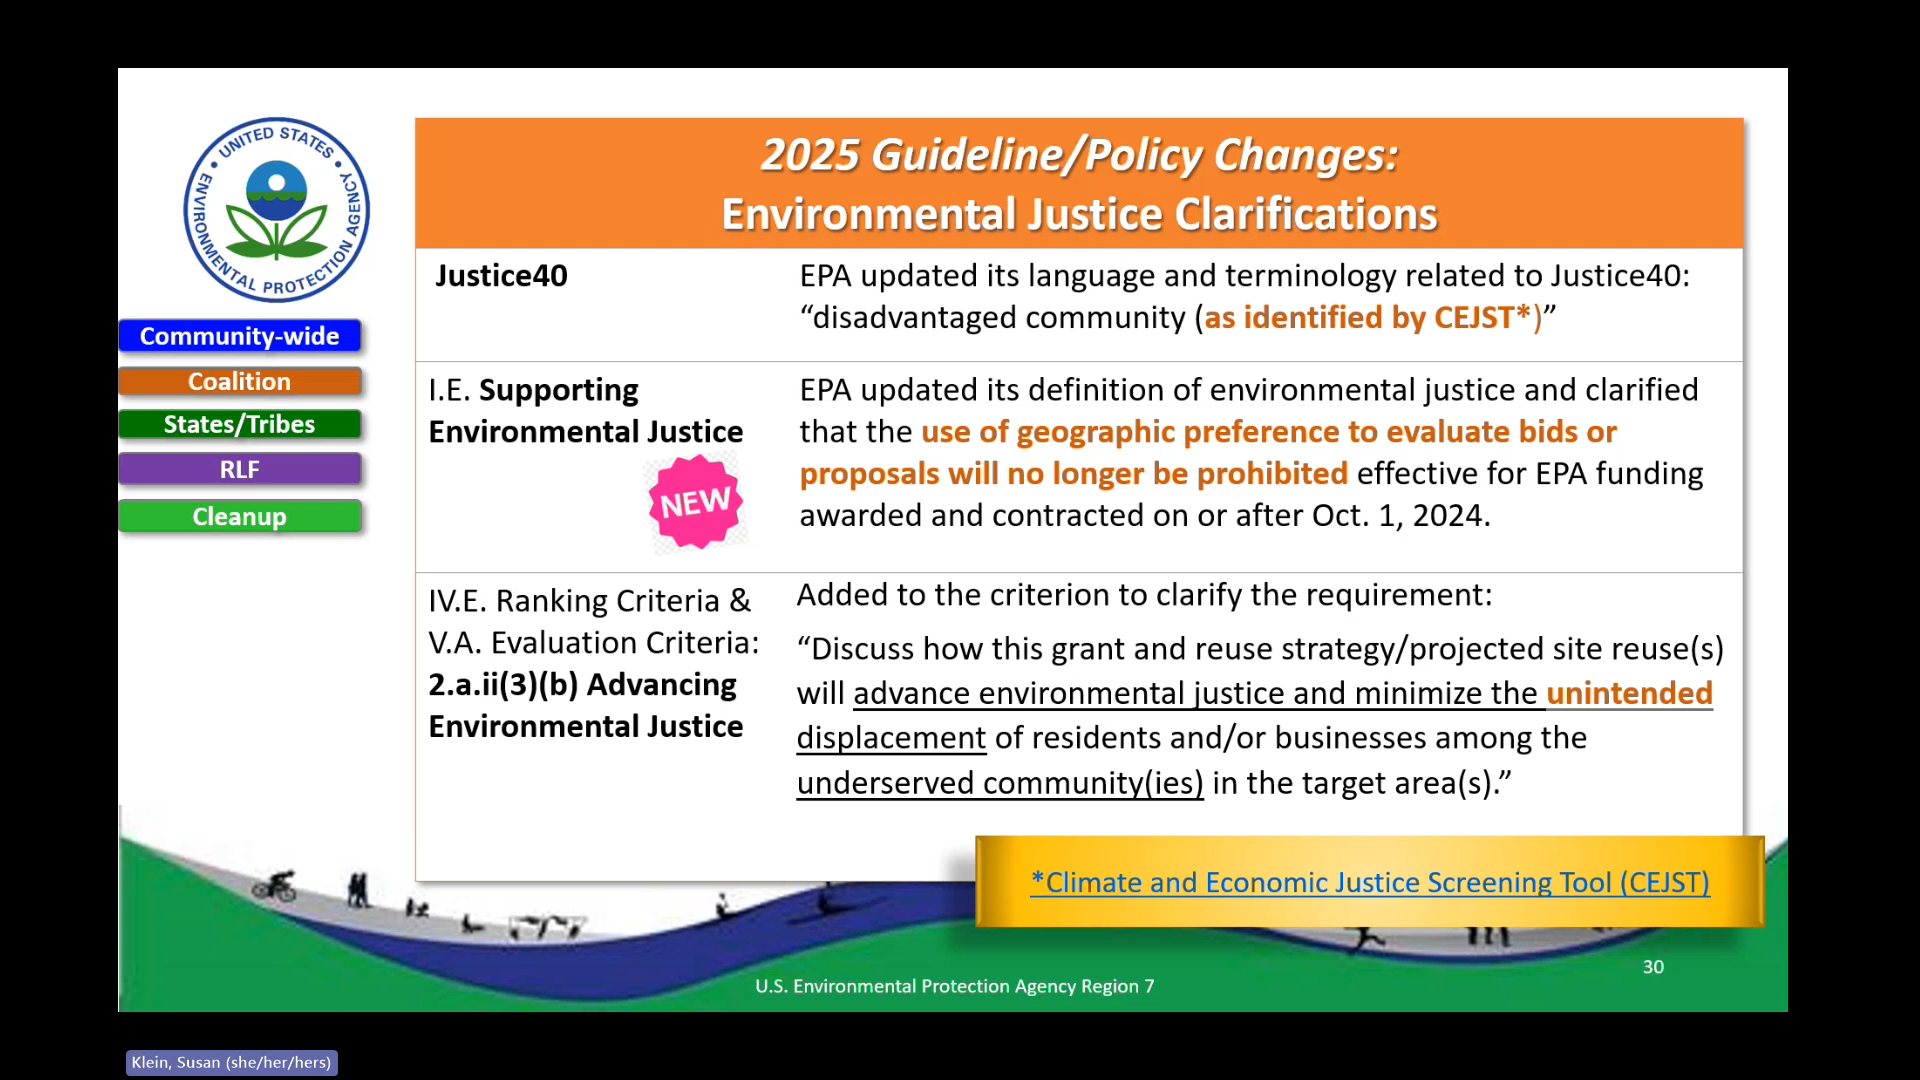 UNITED STATES
ENVIRONMENTAL PROTECTION AGENCY
Community-wide
Coalition
States/Tribes
RLF
Cleanup
2025 Guideline/Policy Changes:
Environmental Justice Clarifications
Justice40
EPA updated its language and terminology related to Justice40:
“disadvantaged community (as identified by CEJST*)”
I.E. Supporting
Environmental Justice
NEW
EPA updated its definition of environmental justice and clarified
that the use of geographic preference to evaluate bids or
proposals will no longer be prohibited effective for EPA funding
awarded and contracted on or after Oct. 1, 2024.
IV.E. Ranking Criteria &
V.A. Evaluation Criteria:
2.a.ii(3)(b) Advancing
Environmental Justice
Added to the criterion to clarify the requirement:
“Discuss how this grant and reuse strategy/projected site reuse(s)
will advance environmental justice and minimize the unintended
displacement of residents and/or businesses among the
underserved community(ies) in the target area(s).”
*Climate and Economic Justice Screening Tool (CEJST)
30
U.S. Environmental Protection Agency Region 7
Klein, Susan (she/her/hers)